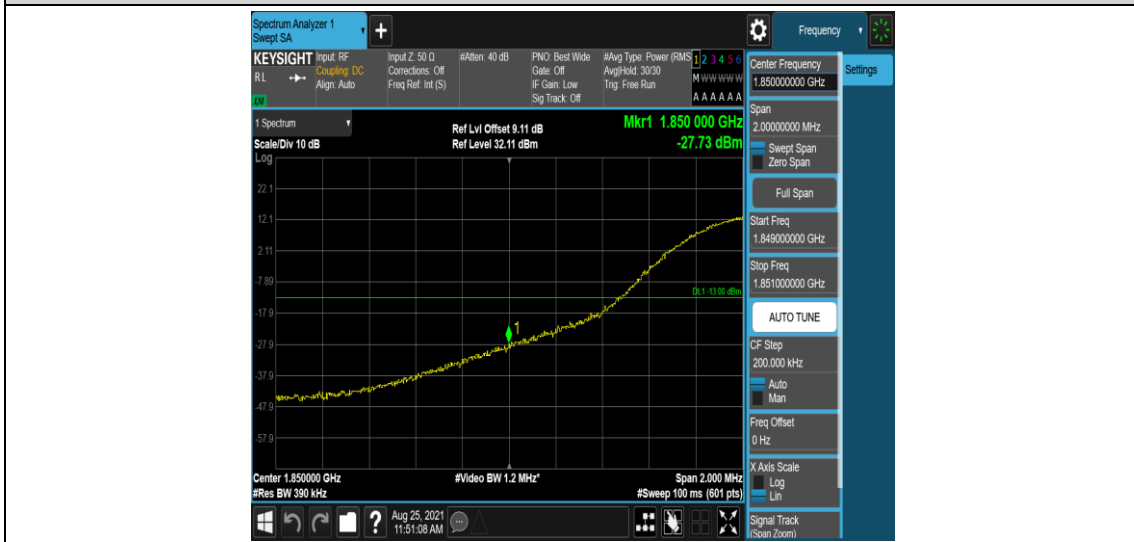 Spectrum Analyzer 1
Swept SA
+
Frequency
KEYSIGHT
RL
LXI
Input: RF
Coupling: DC
Align: Auto
Input Z: 50 Ω
Corrections: Off
Freq Ref: Int (S)
#Atten: 40 dB
PNO: Best Wide
Gate: Off
IF Gain: Low
Sig Track: Off
#Avg Type: Power (RMS
Avg|Hold: 30/30
Trig: Free Run
1 2 3 4 5 6
M W W W W W
A A A A A A
1 Spectrum
Scale/Div 10 dB
Log
Ref Lvl Offset 9.11 dB
Ref Level 32.11 dBm
Mkr1 1.850 000 GHz
-27.73 dBm
22.1
12.1
2.11
-7.89
-17.9
-27.9
-37.9
-47.9
-57.9
DL1 -13.00 dBm
1
Center 1.850000 GHz
#Res BW 390 kHz
#Video BW 1.2 MHz*
Span 2.000 MHz
#Sweep 100 ms (601 pts)
?
Aug 25, 2021
11:51:08 AM
Center Frequency
1.850000000 GHz
Span
2.00000000 MHz
Swept Span
Zero Span
Full Span
Start Freq
1.849000000 GHz
Stop Freq
1.851000000 GHz
AUTO TUNE
CF Step
200.000 kHz
Auto
Man
Freq Offset
0 Hz
X Axis Scale
Log
Lin
Signal Track
(Span Zoom)
Settings